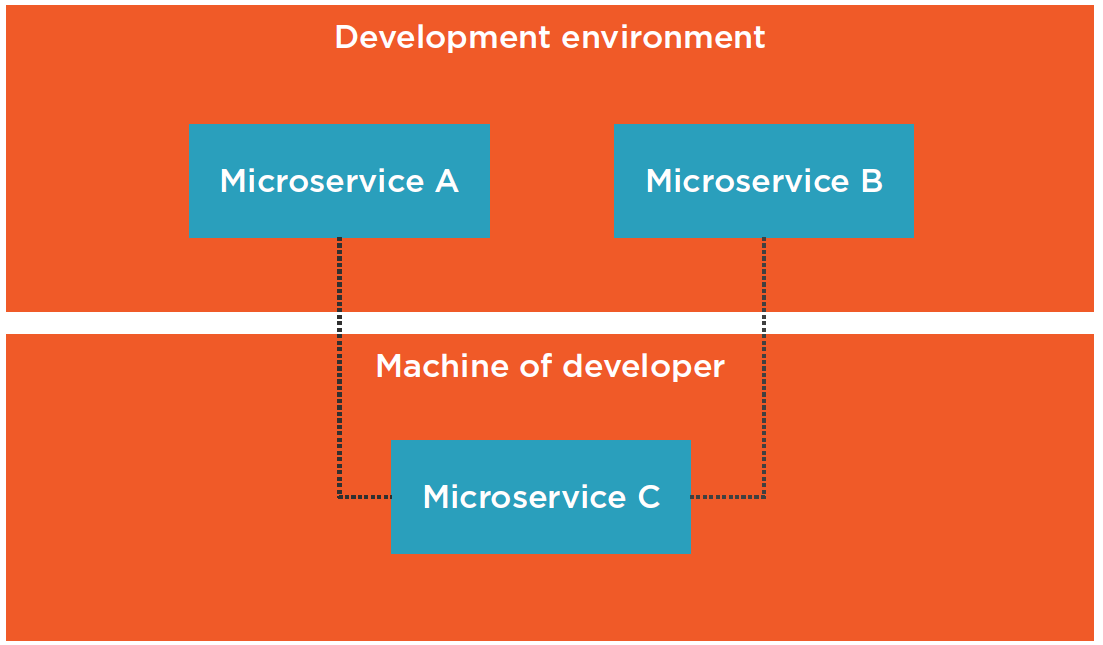 Development environment
Microservice A
Microservice B
Machine of developer
Microservice C